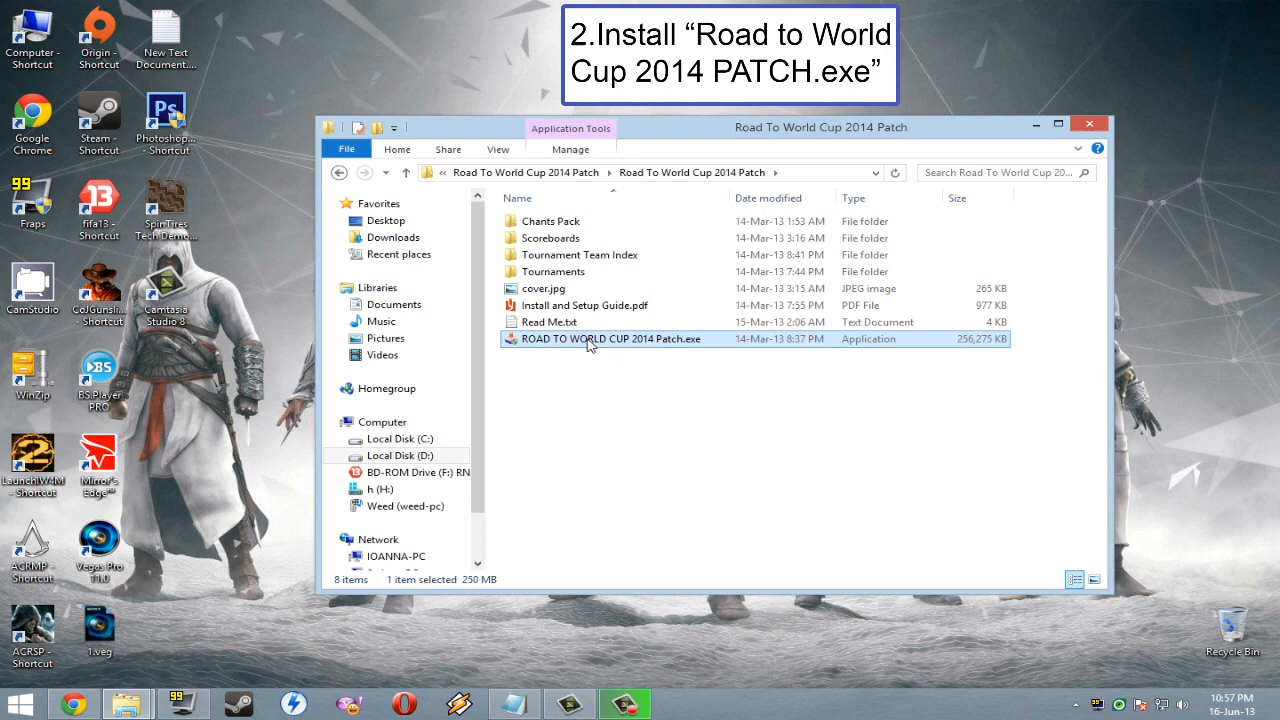 2.Install “Road to World
Cup 2014 PATCH.exe”
Computer -
Shortcut
Origin -
Shortcut
New Text
Document....
Google
Chrome
Steam -
Shortcut
Photoshop...
- Shortcut
99
Fraps
fifa13 -
Shortcut
SpinTires
Tech Demo...
CamStudio
CoJGunsli...
- Shortcut
Camtasia
Studio 8
WinZip
BS.Player
PRO
LaunchIW4M
- Shortcut
Mirror's
Edge™
ACRMP -
Shortcut
Vegas Pro
11.0
ACRSP -
Shortcut
1.veg
Recycle Bin
Application Tools
Road To World Cup 2014 Patch
File
Home
Share
View
Manage
« Road To World Cup 2014 Patch
Road To World Cup 2014 Patch
Search Road To World Cup 20...
Favorites
Desktop
Downloads
Recent places
Libraries
Documents
Music
Pictures
Videos
Homegroup
Computer
Local Disk (C:)
Local Disk (D:)
BD-ROM Drive (F:) RN
h (H:)
Weed (weed-pc)
Network
IOANNA-PC
Name Date modified Type Size
Chants Pack 14-Mar-13 1:53 AM File folder
Scoreboards 14-Mar-13 3:16 AM File folder
Tournament Team Index 14-Mar-13 8:41 PM File folder
Tournaments 14-Mar-13 7:44 PM File folder
cover.jpg 14-Mar-13 3:15 AM JPEG image 265 KB
Install and Setup Guide.pdf 14-Mar-13 7:55 PM PDF File 977 KB
Read Me.txt 15-Mar-13 2:06 AM Text Document 4 KB
ROAD TO WORLD CUP 2014 Patch.exe 14-Mar-13 8:37 PM Application 256,275 KB
8 items 1 item selected 250 MB
99
10:57 PM
16-Jun-13